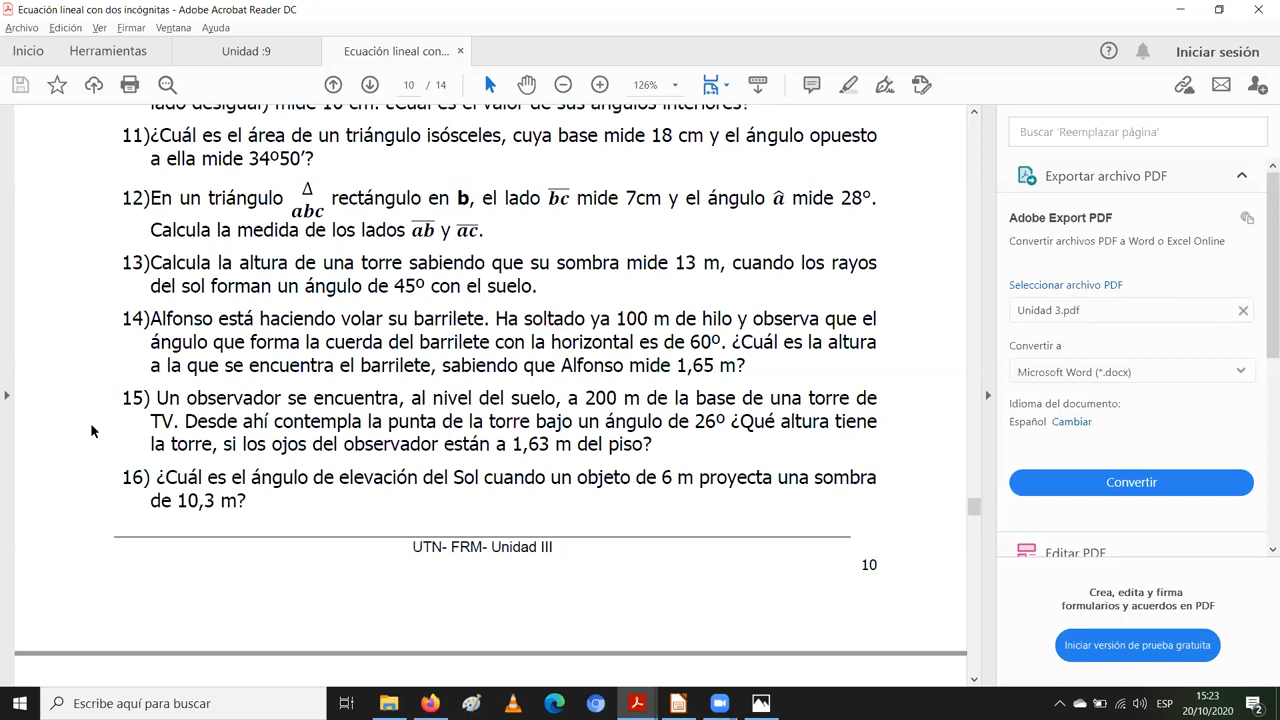 Ecuación lineal con dos incógnitas - Adobe Acrobat Reader DC
Archivo Edición Ver Firmar Ventana Ayuda
Inicio Herramientas Unidad :9 Ecuación lineal con... × Iniciar sesión
10 / 14 126%
11)¿Cuál es el área de un triángulo isósceles, cuya base mide 18 cm y el ángulo opuesto
a ella mide 34º50'?
12)En un triángulo Δabc rectángulo en b, el lado bc mide 7cm y el ángulo â mide 28º.
Calcula la medida de los lados ab y ac.
13)Calcula la altura de una torre sabiendo que su sombra mide 13 m, cuando los rayos
del sol forman un ángulo de 45º con el suelo.
14)Alfonso está haciendo volar su barrilete. Ha soltado ya 100 m de hilo y observa que el
ángulo que forma la cuerda del barrilete con la horizontal es de 60º. ¿Cuál es la altura
a la que se encuentra el barrilete, sabiendo que Alfonso mide 1,65 m?
15) Un observador se encuentra, al nivel del suelo, a 200 m de la base de una torre de
TV. Desde ahí contempla la punta de la torre bajo un ángulo de 26º ¿Qué altura tiene
la torre, si los ojos del observador están a 1,63 m del piso?
16) ¿Cuál es el ángulo de elevación del Sol cuando un objeto de 6 m proyecta una sombra
de 10,3 m?
UTN- FRM- Unidad III
10
Buscar 'Reemplazar página'
Exportar archivo PDF
Adobe Export PDF
Convertir archivos PDF a Word o Excel Online
Seleccionar archivo PDF
Unidad 3.pdf
Convertir a
Microsoft Word (*.docx)
Idioma del documento:
Español Cambiar
Convertir
Editar PDF
Crea, edita y firma
formularios y acuerdos en PDF
Iniciar versión de prueba gratuita
Escribe aquí para buscar
ESP
15:23
20/10/2020
2